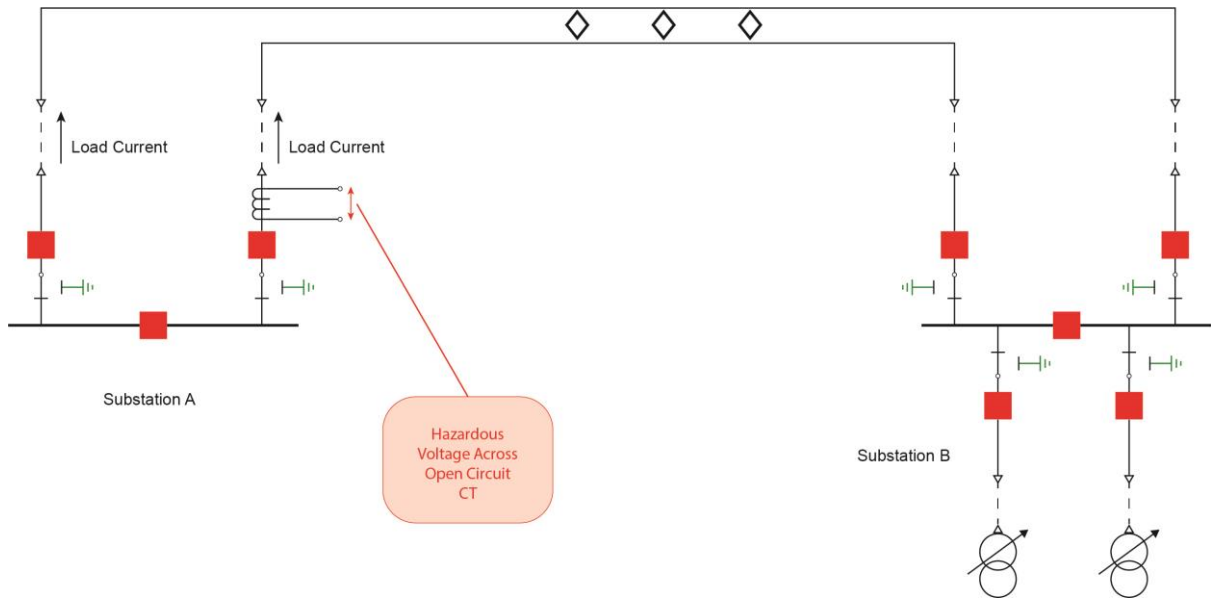 Load Current
Load Current
Substation A
Hazardous
Voltage Across
Open Circuit
CT
Substation B